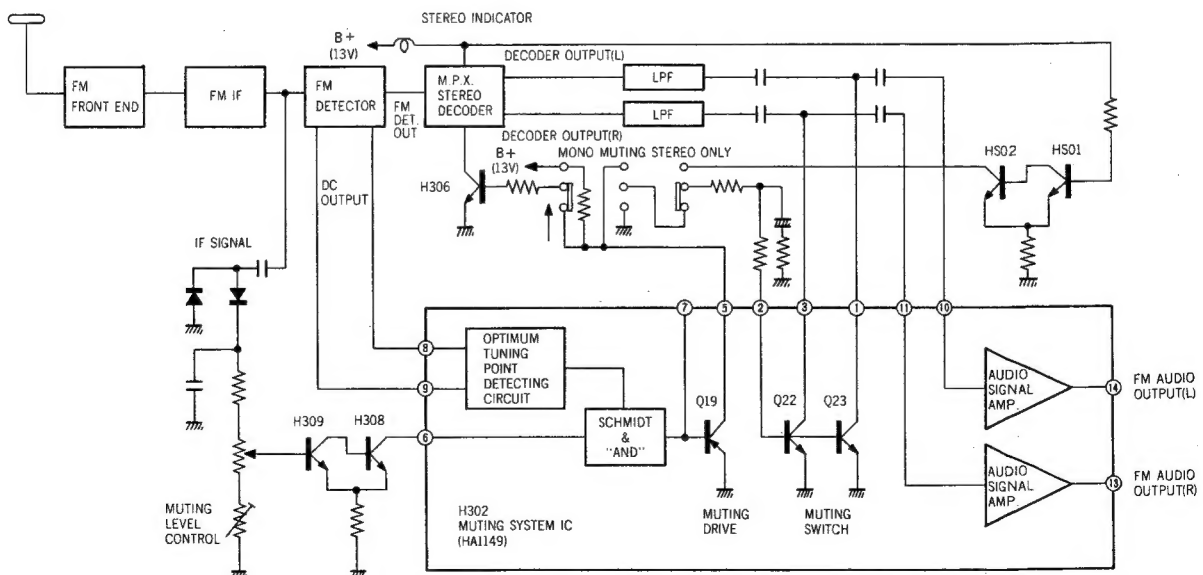 STEREO INDICATOR
B+
(13V)
DECODER OUTPUT(L)
FM
FRONT END
FM IF
FM
DETECTOR
FM
DET.
OUT
M.P.X.
STEREO
DECODER
LPF
LPF
DECODER OUTPUT(R)
B+
(13V)
MONO MUTING STEREO ONLY
HS02
HS01
H306
DC
OUTPUT
IF SIGNAL
7
5
2
3
1
11
10
8
9
OPTIMUM
TUNING
POINT
DETECTING
CIRCUIT
Q19
Q22
Q23
AUDIO
SIGNAL
AMP.
14
FM AUDIO
OUTPUT(L)
H309
H308
6
SCHMIDT
&
"AND"
AUDIO
SIGNAL
AMP.
13
FM AUDIO
OUTPUT(R)
MUTING
LEVEL
CONTROL
H302
MUTING SYSTEM IC
(HA1149)
MUTING
DRIVE
MUTING
SWITCH